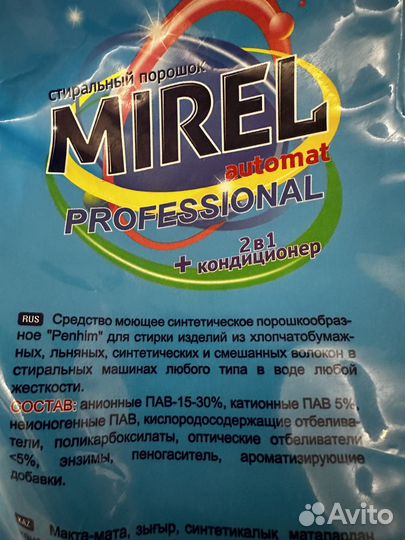 стиральный порошок
MIREL
automat
PROFESSIONAL
2 в 1
+ кондиционер
RUS Средство моющее синтетическое порошкообраз-
ное "Penhim" для стирки изделий из хлопчатобумаж-
ных, льняных, синтетических и смешанных волокон в
стиральных машинах любого типа в воде любой
жесткости.
СОСТАВ: анионные ПАВ-15-30%, катионные ПАВ 5%,
неионогенные ПАВ, кислородосодержащие отбелива-
тели, поликарбоксилаты, оптические отбеливатели
<5%, энзимы, пеногаситель, ароматизирующие
добавки.
KAZ Мақта-мата, зығыр, синтетикалық матаралан
Avito